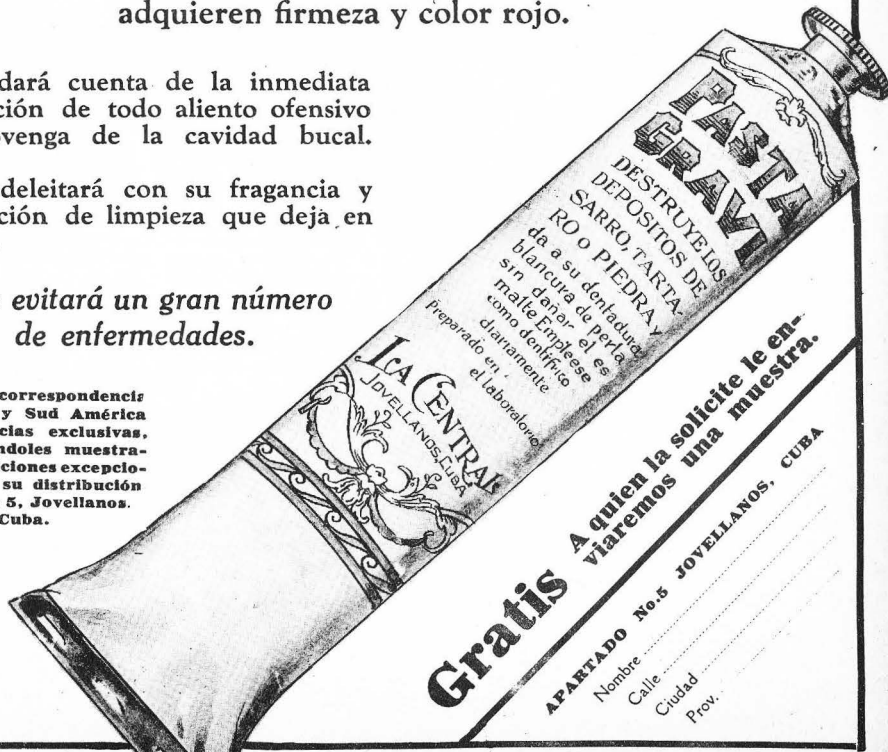 adquieren firmeza y color rojo.
dará cuenta de la inmediata
ción de todo aliento ofensivo
venga de la cavidad bucal.
deleitará con su fragancia y
ción de limpieza que deja en
evitará un gran número
de enfermedades.
correspondencia
y Sud América
cias exclusivas,
ndoles muestra-
ciones excepcio-
su distribución
5, Jovellanos.
Cuba.
PASTA
GRAVI
DESTRUYE LOS
DEPOSITOS DE
SARRO, TARTA-
RO o PIEDRA y
da a su dentadura
blancura de perla
sin dañar el es
malte Empleese
como dentifrico
diariamente
Preparado en
el laboratorio
LA CENTRAL
JOVELLANOS, CUBA
Gratis
A quien la solicite le en-
viaremos una muestra.
APARTADO No.5 JOVELLANOS, CUBA
Nombre
Calle
Ciudad
Prov.